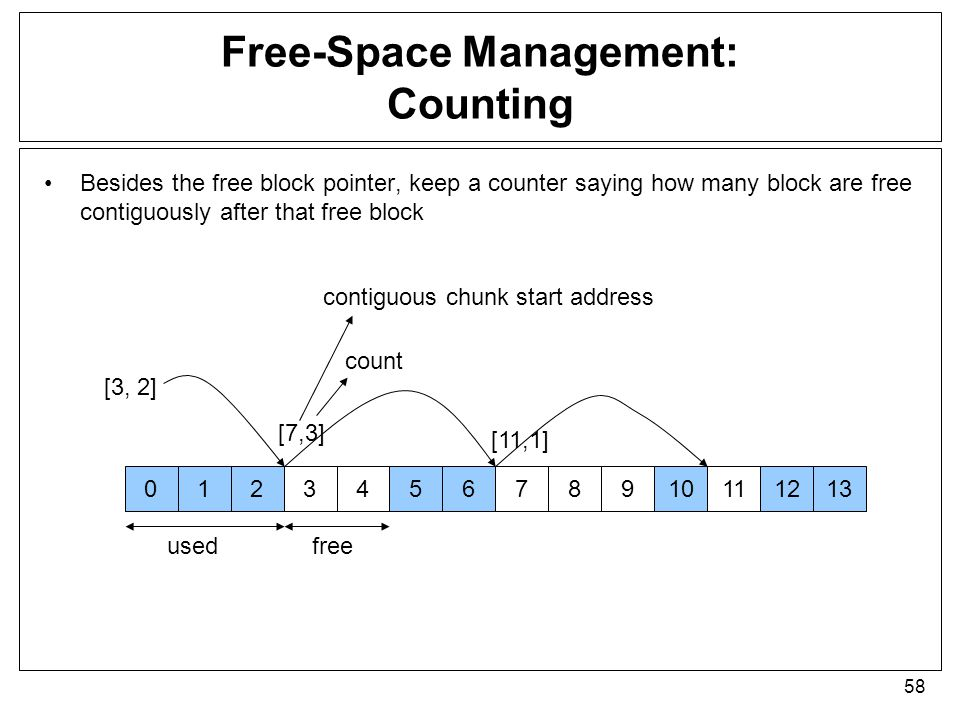 Free-Space Management:
Counting
• Besides the free block pointer, keep a counter saying how many block are free
contiguously after that free block
contiguous chunk start address
count
[3, 2]
[7,3]
[11,1]
0 1 2 3 4 5 6 7 8 9 10 11 12 13
used free
58